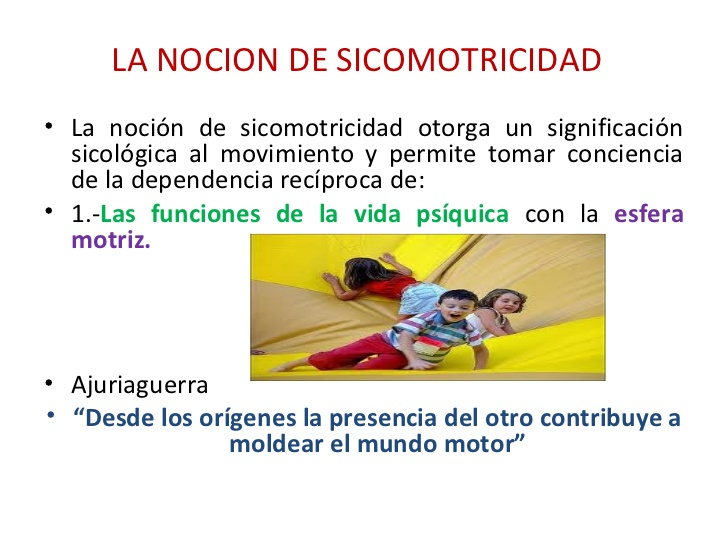 LA NOCION DE SICOMOTRICIDAD
• La noción de sicomotricidad otorga un significación
sicológica al movimiento y permite tomar conciencia
de la dependencia recíproca de:
• 1.-Las funciones de la vida psíquica con la esfera
motriz.
• Ajuriaguerra
• “Desde los orígenes la presencia del otro contribuye a
moldear el mundo motor”